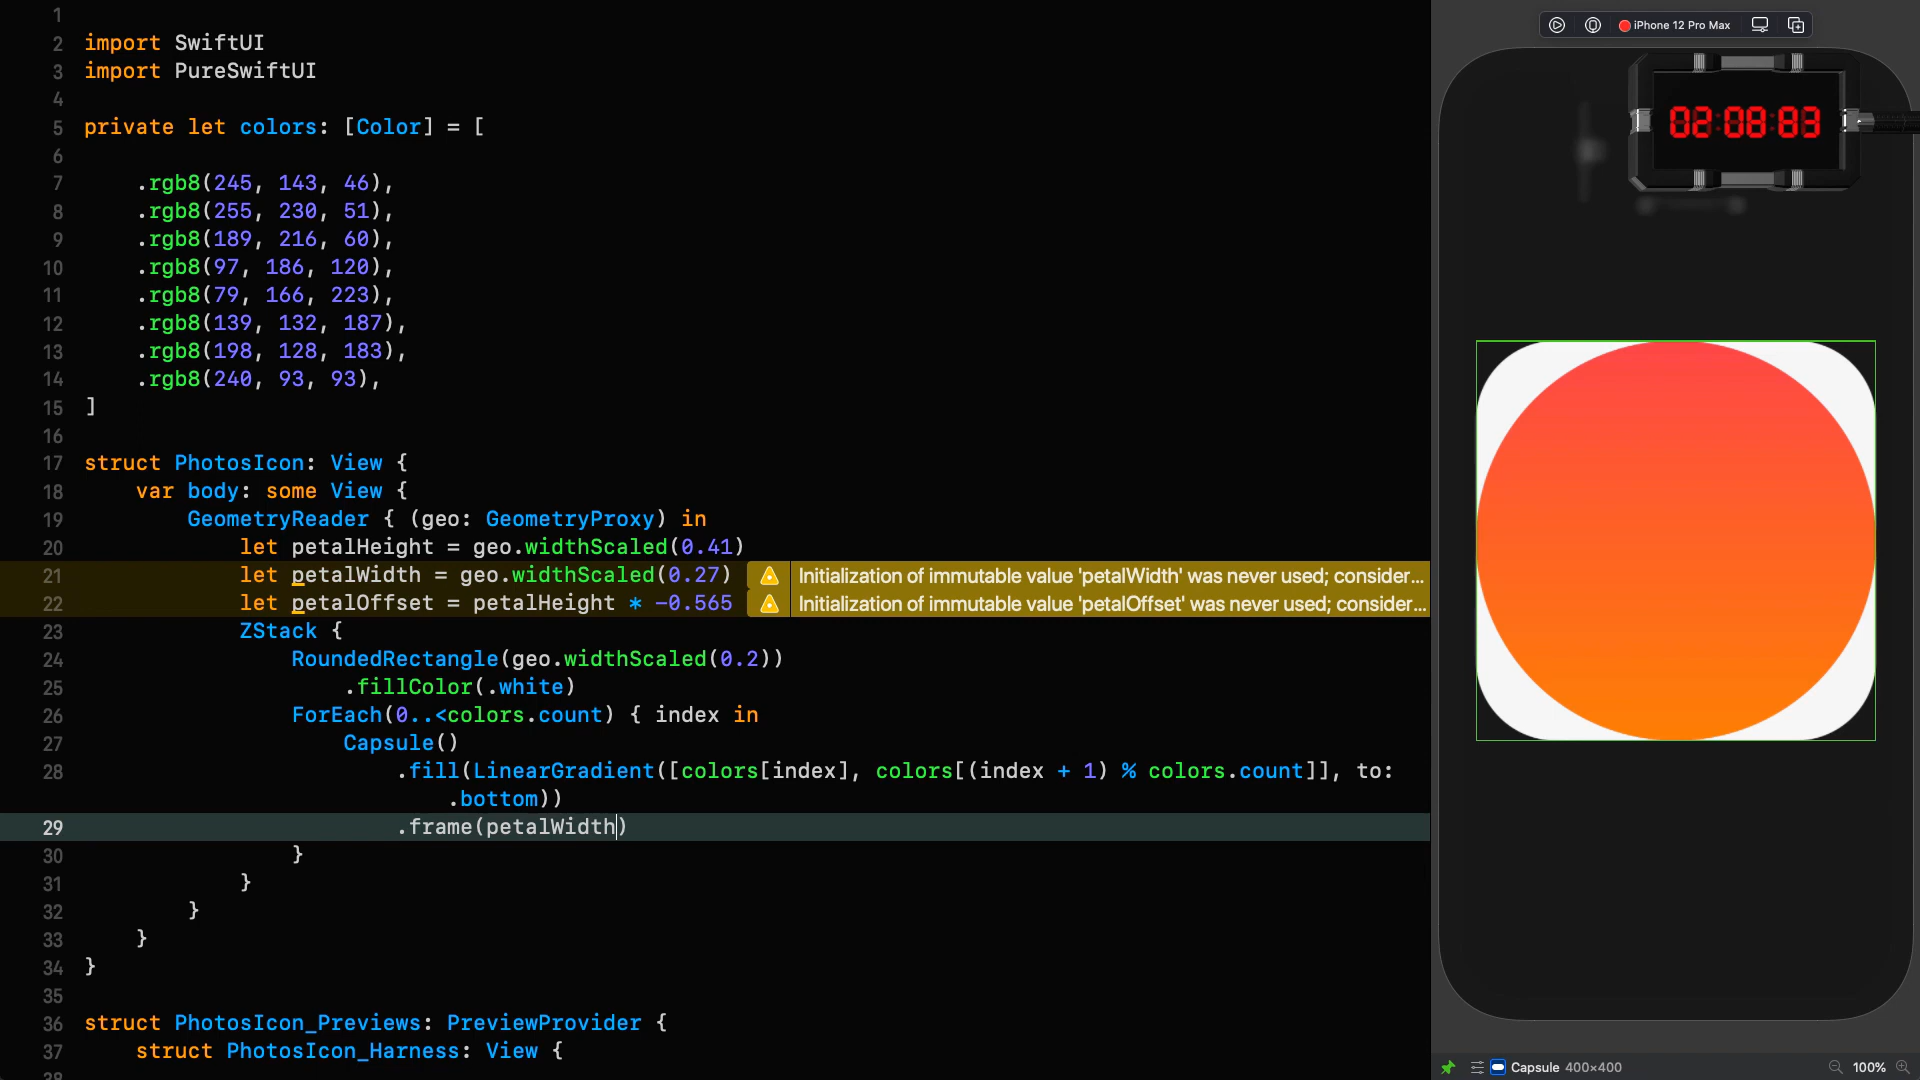 1
2 import SwiftUI
3 import PureSwiftUI
4
5 private let colors: [Color] = [
6
7 .rgb8(245, 143, 46),
8 .rgb8(255, 230, 51),
9 .rgb8(189, 216, 60),
10 .rgb8(97, 186, 120),
11 .rgb8(79, 166, 223),
12 .rgb8(139, 132, 187),
13 .rgb8(198, 128, 183),
14 .rgb8(240, 93, 93),
15 ]
16
17 struct PhotosIcon: View {
18 var body: some View {
19 GeometryReader { (geo: GeometryProxy) in
20 let petalHeight = geo.widthScaled(0.41)
21 let petalWidth = geo.widthScaled(0.27) Initialization of immutable value 'petalWidth' was never used; consider...
22 let petalOffset = petalHeight * -0.565 Initialization of immutable value 'petalOffset' was never used; consider...
23 ZStack {
24 RoundedRectangle(geo.widthScaled(0.2))
25 .fillColor(.white)
26 ForEach(0..<colors.count) { index in
27 Capsule()
28 .fill(LinearGradient([colors[index], colors[(index + 1) % colors.count]], to:
.bottom))
29 .frame(petalWidth)
30 }
31 }
32 }
33 }
34 }
35
36 struct PhotosIcon_Previews: PreviewProvider {
37 struct PhotosIcon_Harness: View {
iPhone 12 Pro Max
02:08:83
Capsule 400×400
100%